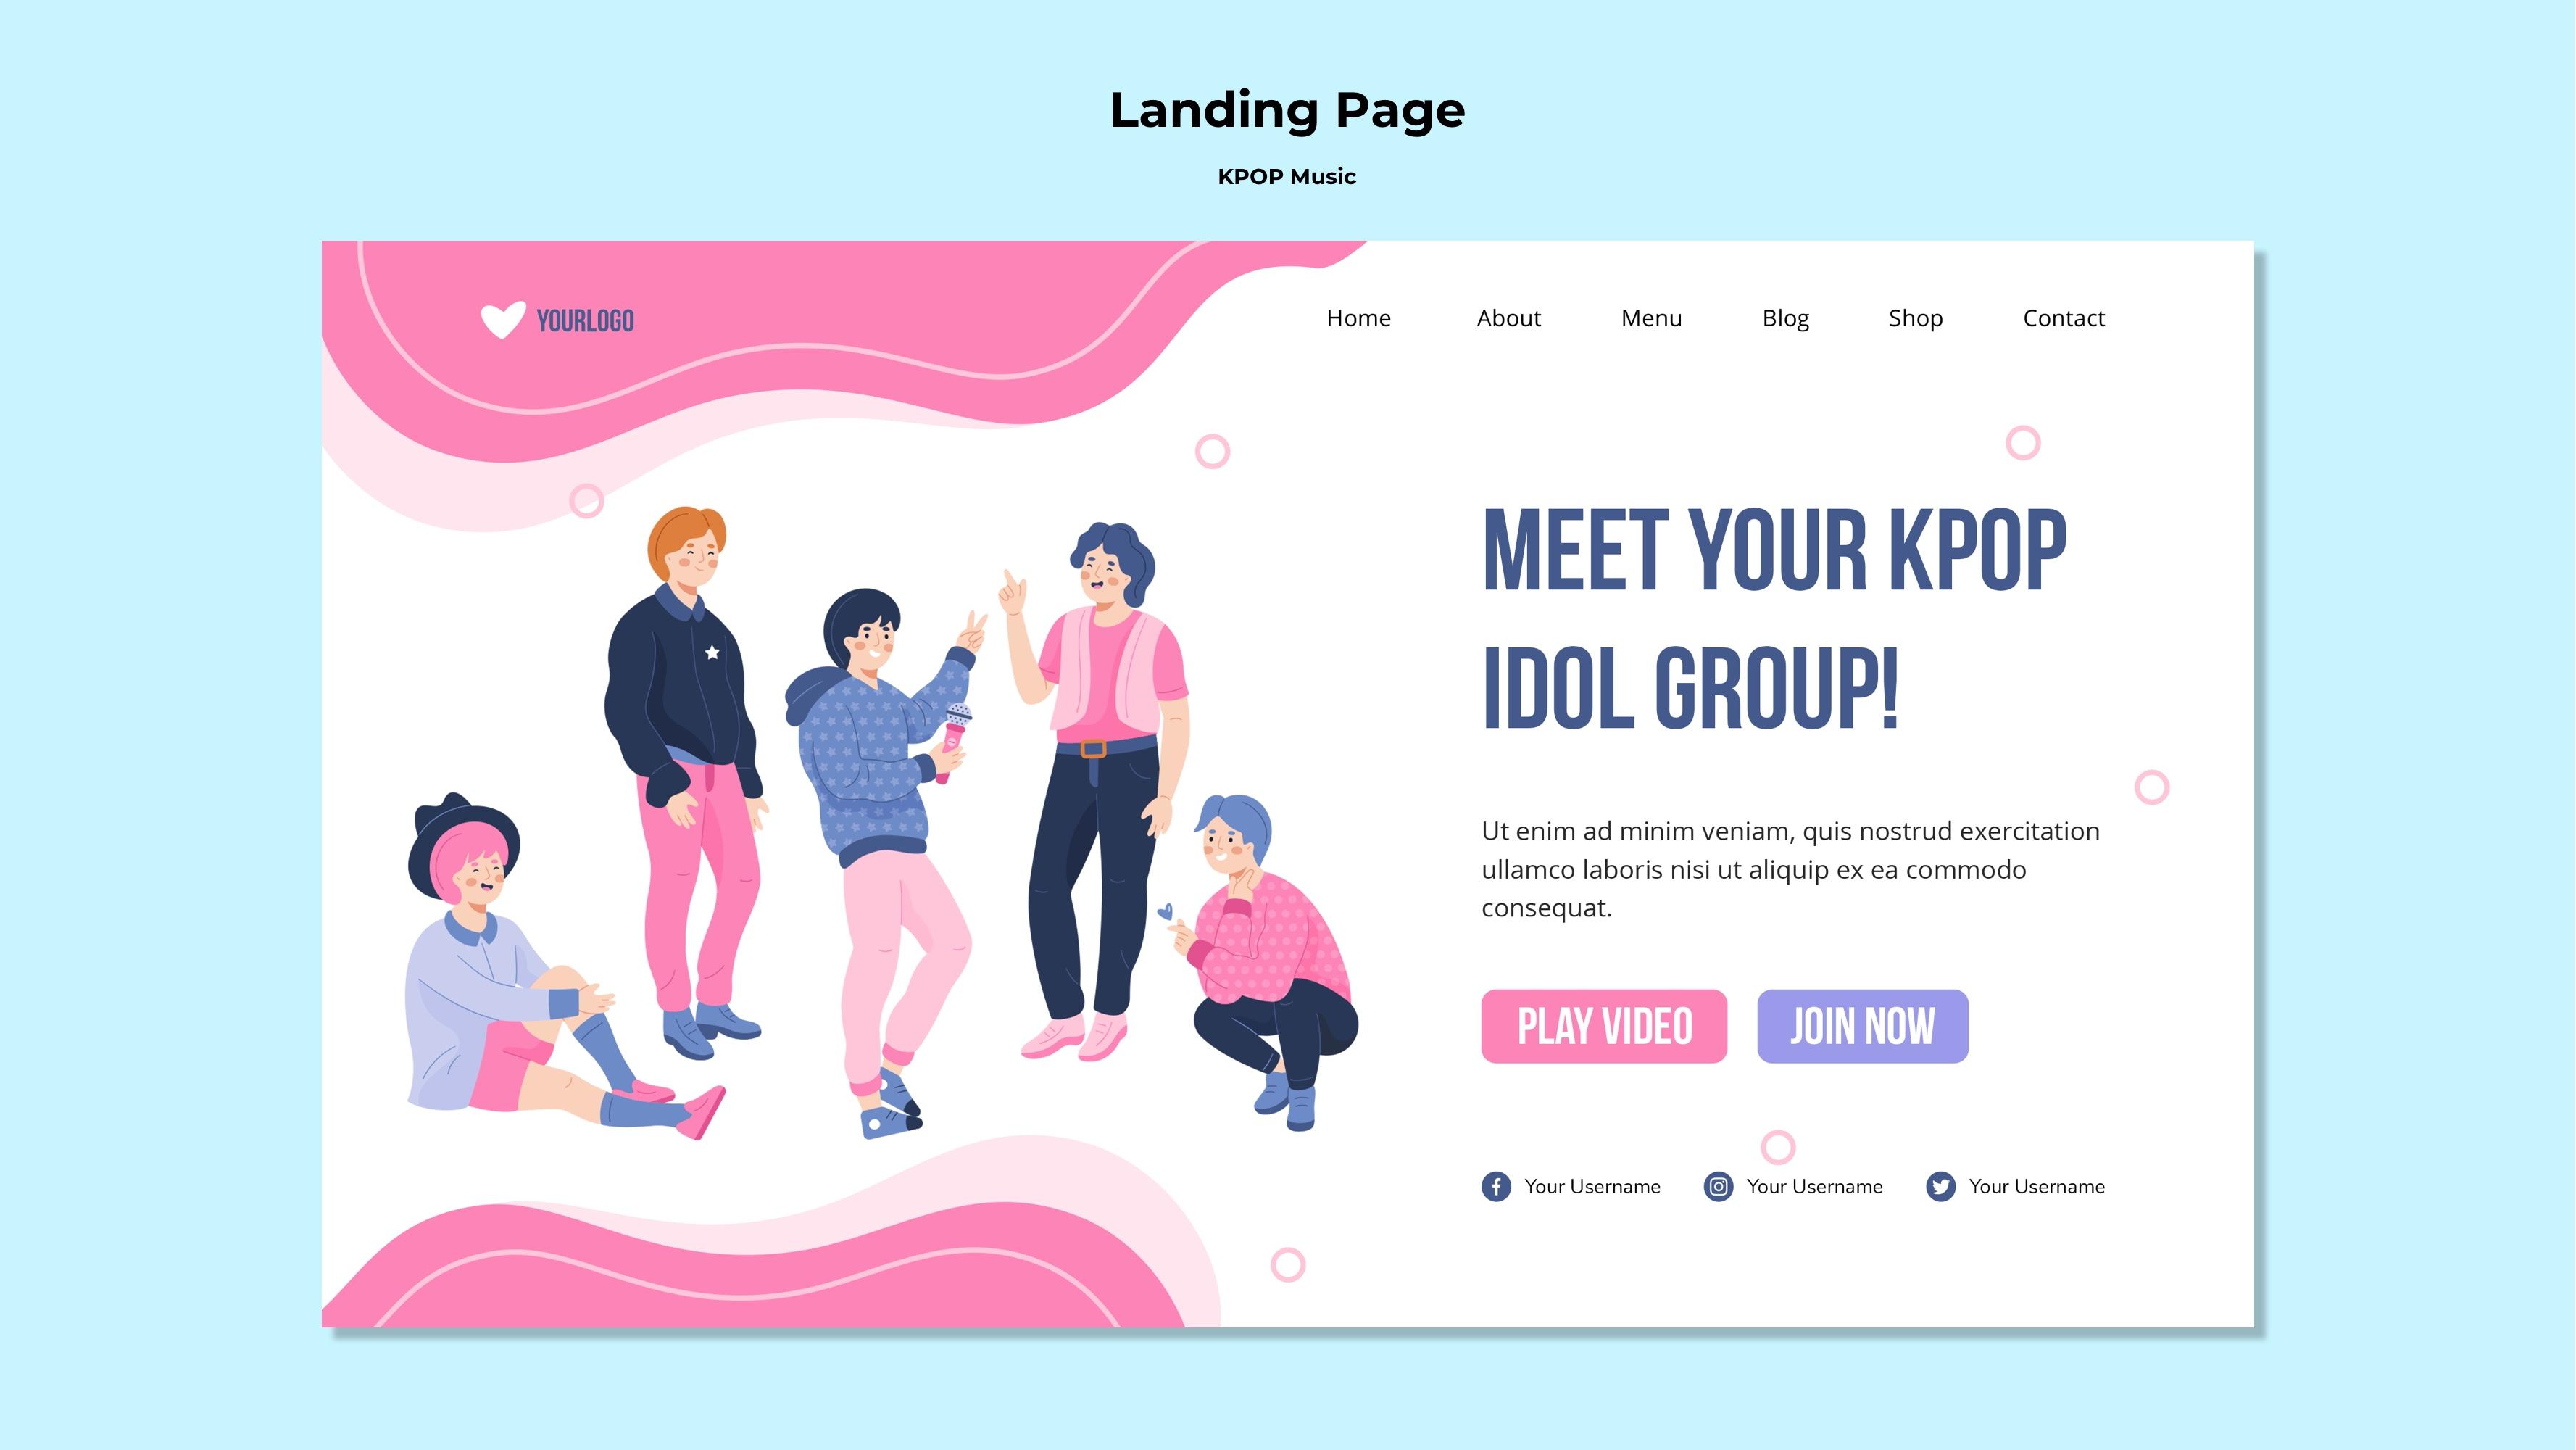 Landing Page
KPOP Music
YOURLOGO
Home About Menu Blog Shop Contact
MEET YOUR KPOP
IDOL GROUP!
Ut enim ad minim veniam, quis nostrud exercitation
ullamco laboris nisi ut aliquip ex ea commodo
consequat.
PLAY VIDEO JOIN NOW
Your Username Your Username Your Username